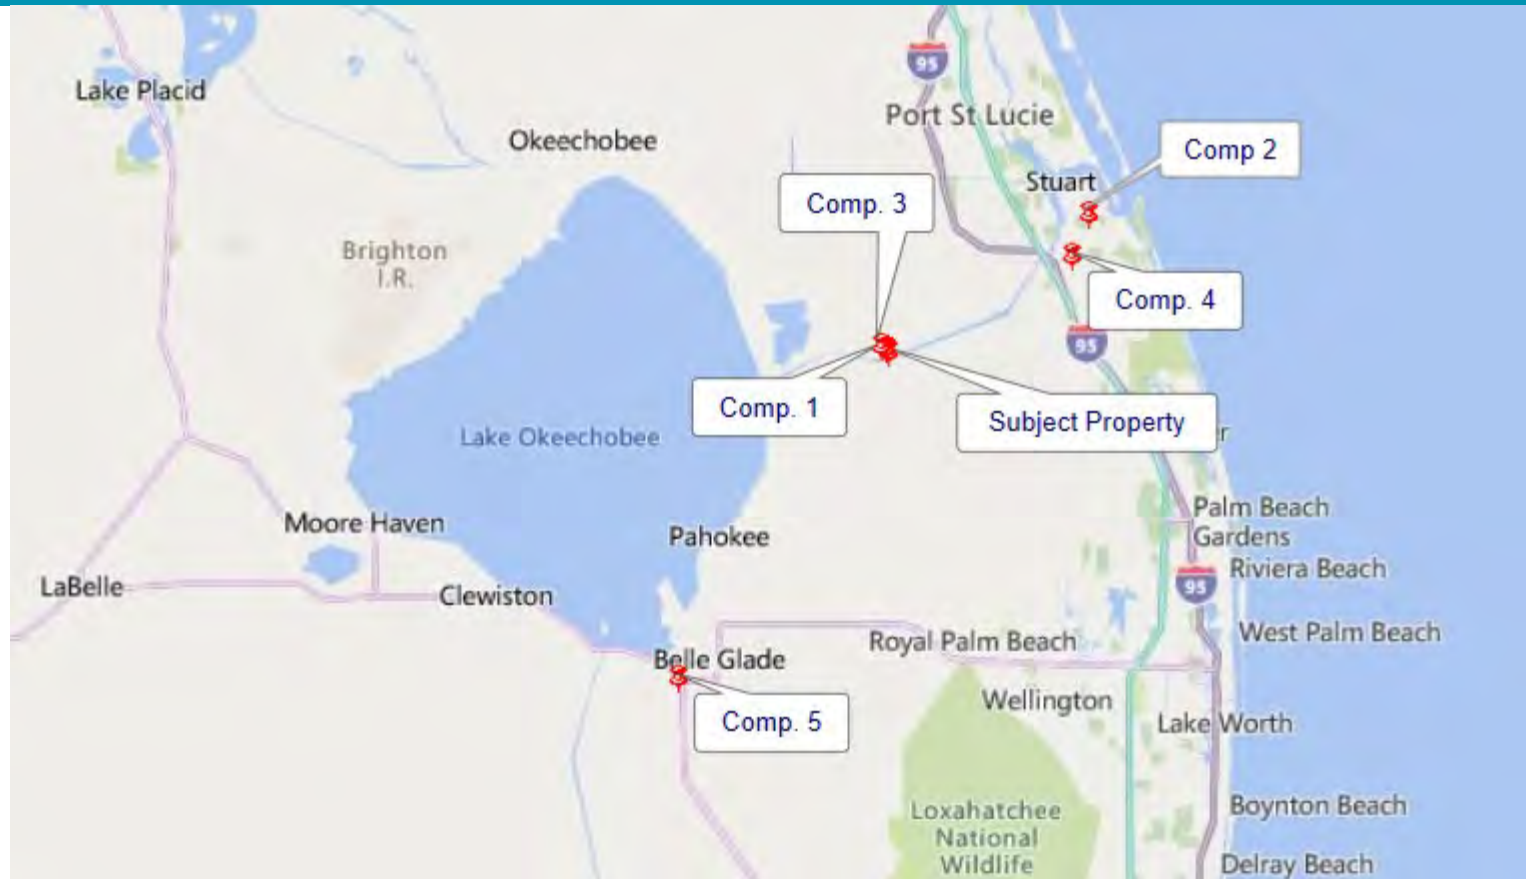 95
Lake Placid
Port St Lucie
Okeechobee
Comp 2
Stuart
Comp. 3
Brighton
I.R.
Comp. 4
95
Comp. 1
Subject Property
Lake Okeechobee
Palm Beach
Gardens
Moore Haven
Pahokee
Riviera Beach
95
LaBelle
Clewiston
West Palm Beach
Royal Palm Beach
Belle Glade
Wellington
Comp. 5
Lake Worth
Boynton Beach
Loxahatchee
National
Wildlife
Delray Beach